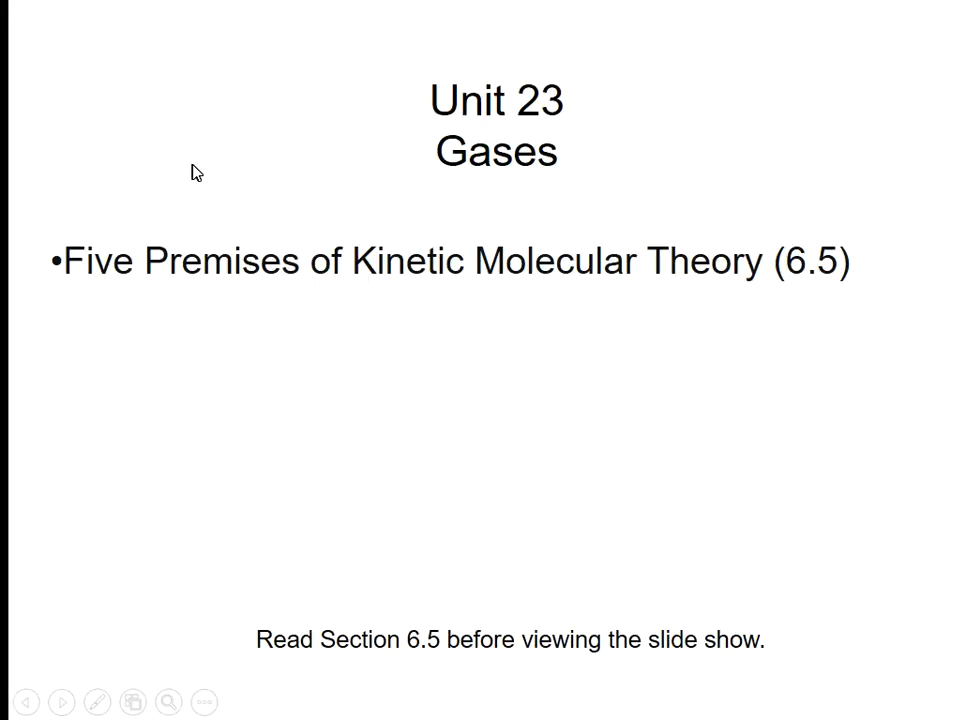 Unit 23
Gases
•Five Premises of Kinetic Molecular Theory (6.5)
Read Section 6.5 before viewing the slide show.